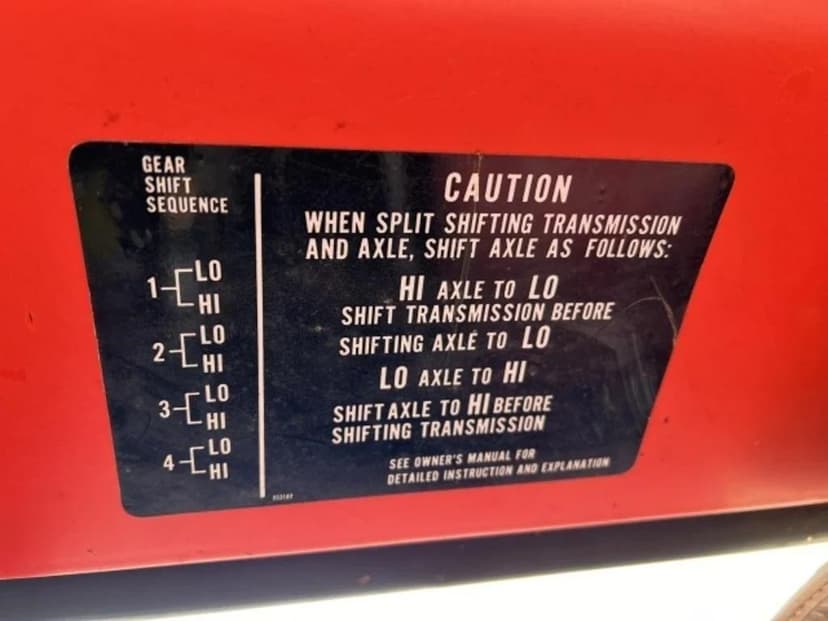 GEAR
SHIFT
SEQUENCE
1 LO
HI
2 LO
HI
3 LO
HI
4 LO
HI
CAUTION
WHEN SPLIT SHIFTING TRANSMISSION
AND AXLE, SHIFT AXLE AS FOLLOWS:
HI AXLE TO LO
SHIFT TRANSMISSION BEFORE
SHIFTING AXLE TO LO
LO AXLE TO HI
SHIFT AXLE TO HI BEFORE
SHIFTING TRANSMISSION
SEE OWNER'S MANUAL FOR
DETAILED INSTRUCTION AND EXPLANATION